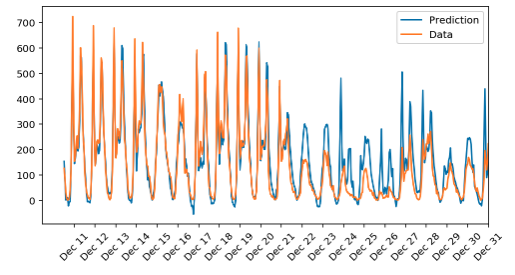 Prediction
Data
700
600
500
400
300
200
100
0
Dec 11
Dec 12
Dec 13
Dec 14
Dec 15
Dec 16
Dec 17
Dec 18
Dec 19
Dec 20
Dec 21
Dec 22
Dec 23
Dec 24
Dec 25
Dec 26
Dec 27
Dec 28
Dec 29
Dec 30
Dec 31